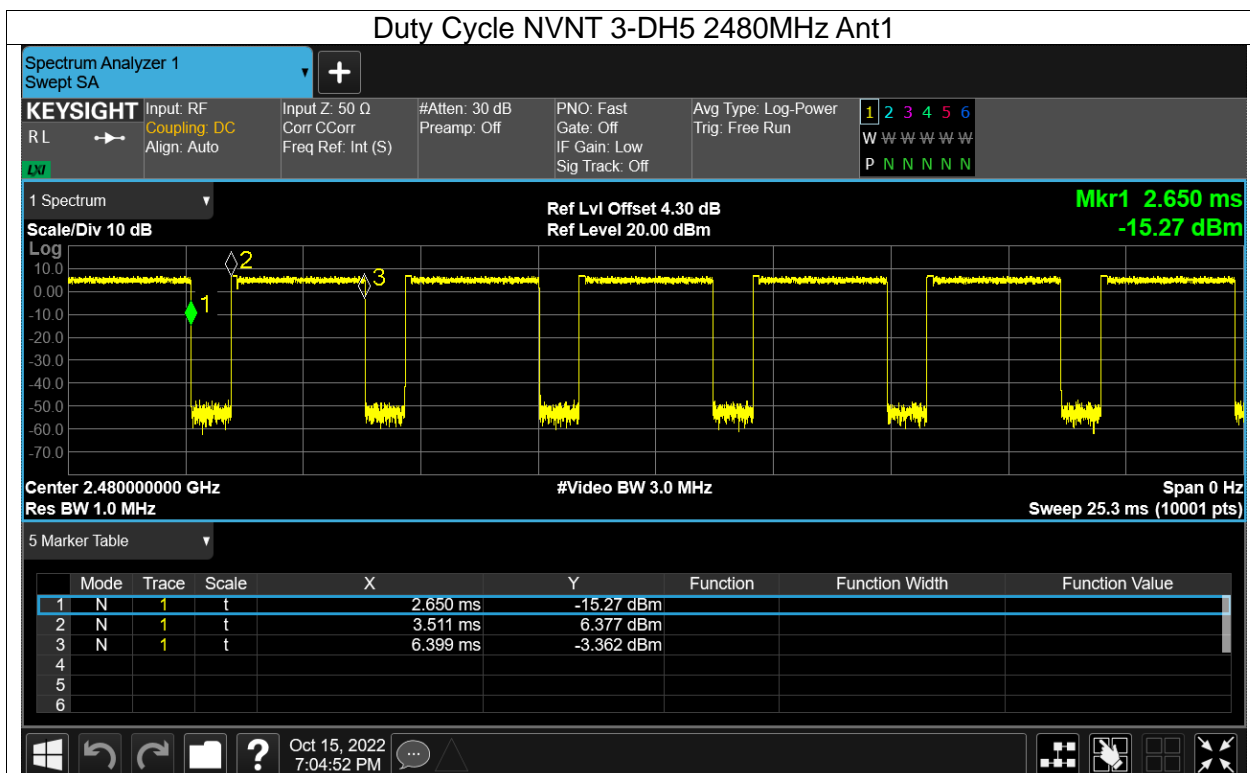 Duty Cycle NVNT 3-DH5 2480MHz Ant1
Spectrum Analyzer 1
Swept SA
+
KEYSIGHT Input: RF Input Z: 50 Ω #Atten: 30 dB PNO: Fast Avg Type: Log-Power 1 2 3 4 5 6
RL Coupling: DC Corr CCorr Preamp: Off Gate: Off Trig: Free Run W W W W W W
Align: Auto Freq Ref: Int (S) IF Gain: Low P N N N N N
LXI Sig Track: Off
1 Spectrum Ref Lvl Offset 4.30 dB Mkr1 2.650 ms
Scale/Div 10 dB Ref Level 20.00 dBm -15.27 dBm
Log
10.0
0.00
-10.0
-20.0
-30.0
-40.0
-50.0
-60.0
-70.0
1
2
3
Center 2.480000000 GHz #Video BW 3.0 MHz Span 0 Hz
Res BW 1.0 MHz Sweep 25.3 ms (10001 pts)
5 Marker Table
Mode Trace Scale X Y Function Function Width Function Value
1 N 1 t 2.650 ms -15.27 dBm
2 N 1 t 3.511 ms 6.377 dBm
3 N 1 t 6.399 ms -3.362 dBm
4
5
6
? Oct 15, 2022
7:04:52 PM